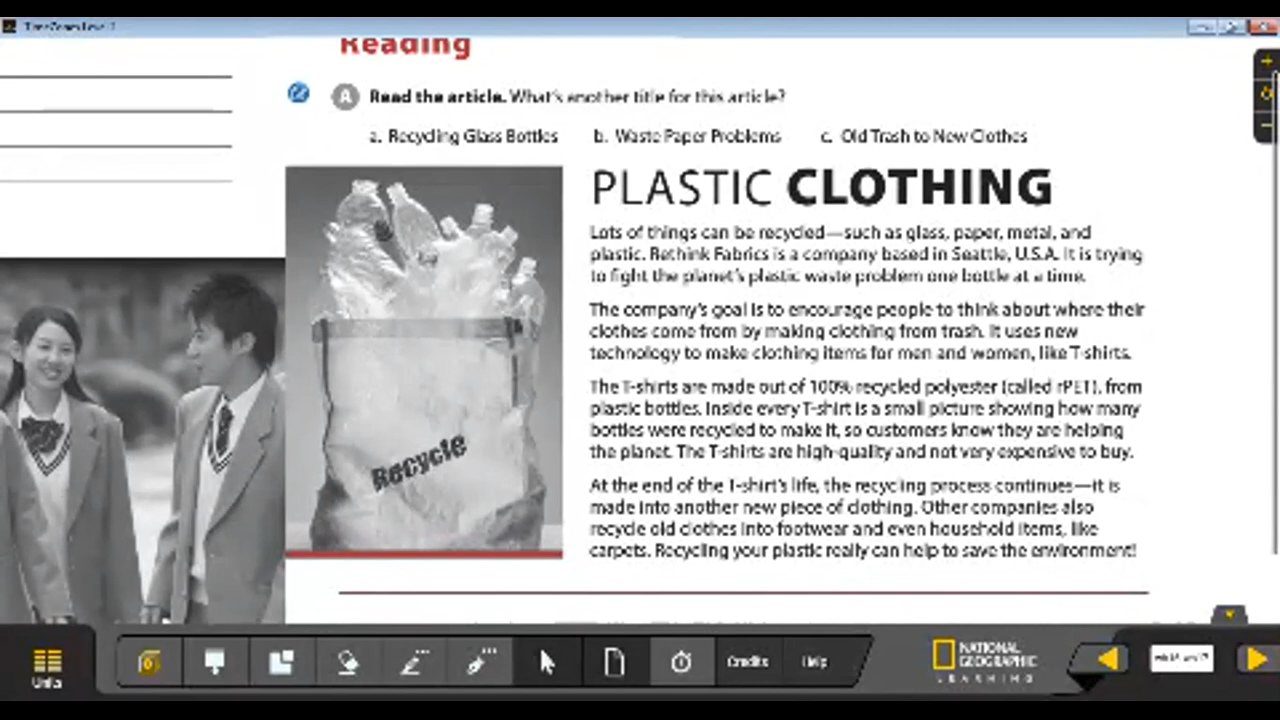 Reading
A Read the article. What's another title for this article?
a. Recycling Glass Bottles b. Waste Paper Problems c. Old Trash to New Clothes
PLASTIC CLOTHING
Lots of things can be recycled—such as glass, paper, metal, and
plastic. Rethink Fabrics is a company based in Seattle, U.S.A. It is trying
to fight the planet's plastic waste problem one bottle at a time.
The company's goal is to encourage people to think about where their
clothes come from by making clothing from trash. It uses new
technology to make clothing items for men and women, like T-shirts.
The T-shirts are made out of 100% recycled polyester (called rPET), from
plastic bottles. Inside every T-shirt is a small picture showing how many
bottles were recycled to make it, so customers know they are helping
the planet. The T-shirts are high-quality and not very expensive to buy.
At the end of the T-shirt's life, the recycling process continues—it is
made into another new piece of clothing. Other companies also
recycle old clothes into footwear and even household items, like
carpets. Recycling your plastic really can help to save the environment!
Recycle
Units
Credits Help
NATIONAL
GEOGRAPHIC
LEARNING